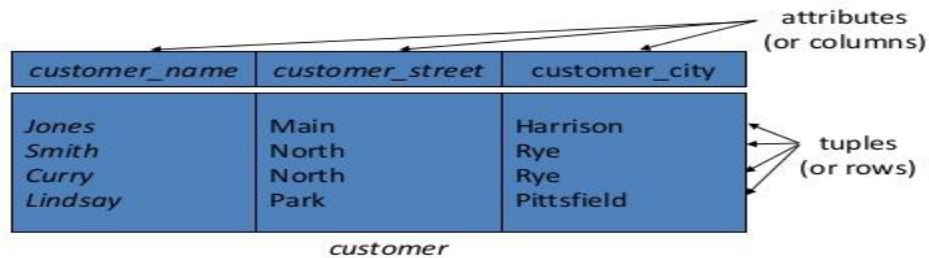 attributes
(or columns)
customer_name customer_street customer_city
Jones Main Harrison
Smith North Rye
Curry North Rye
Lindsay Park Pittsfield
tuples
(or rows)
customer